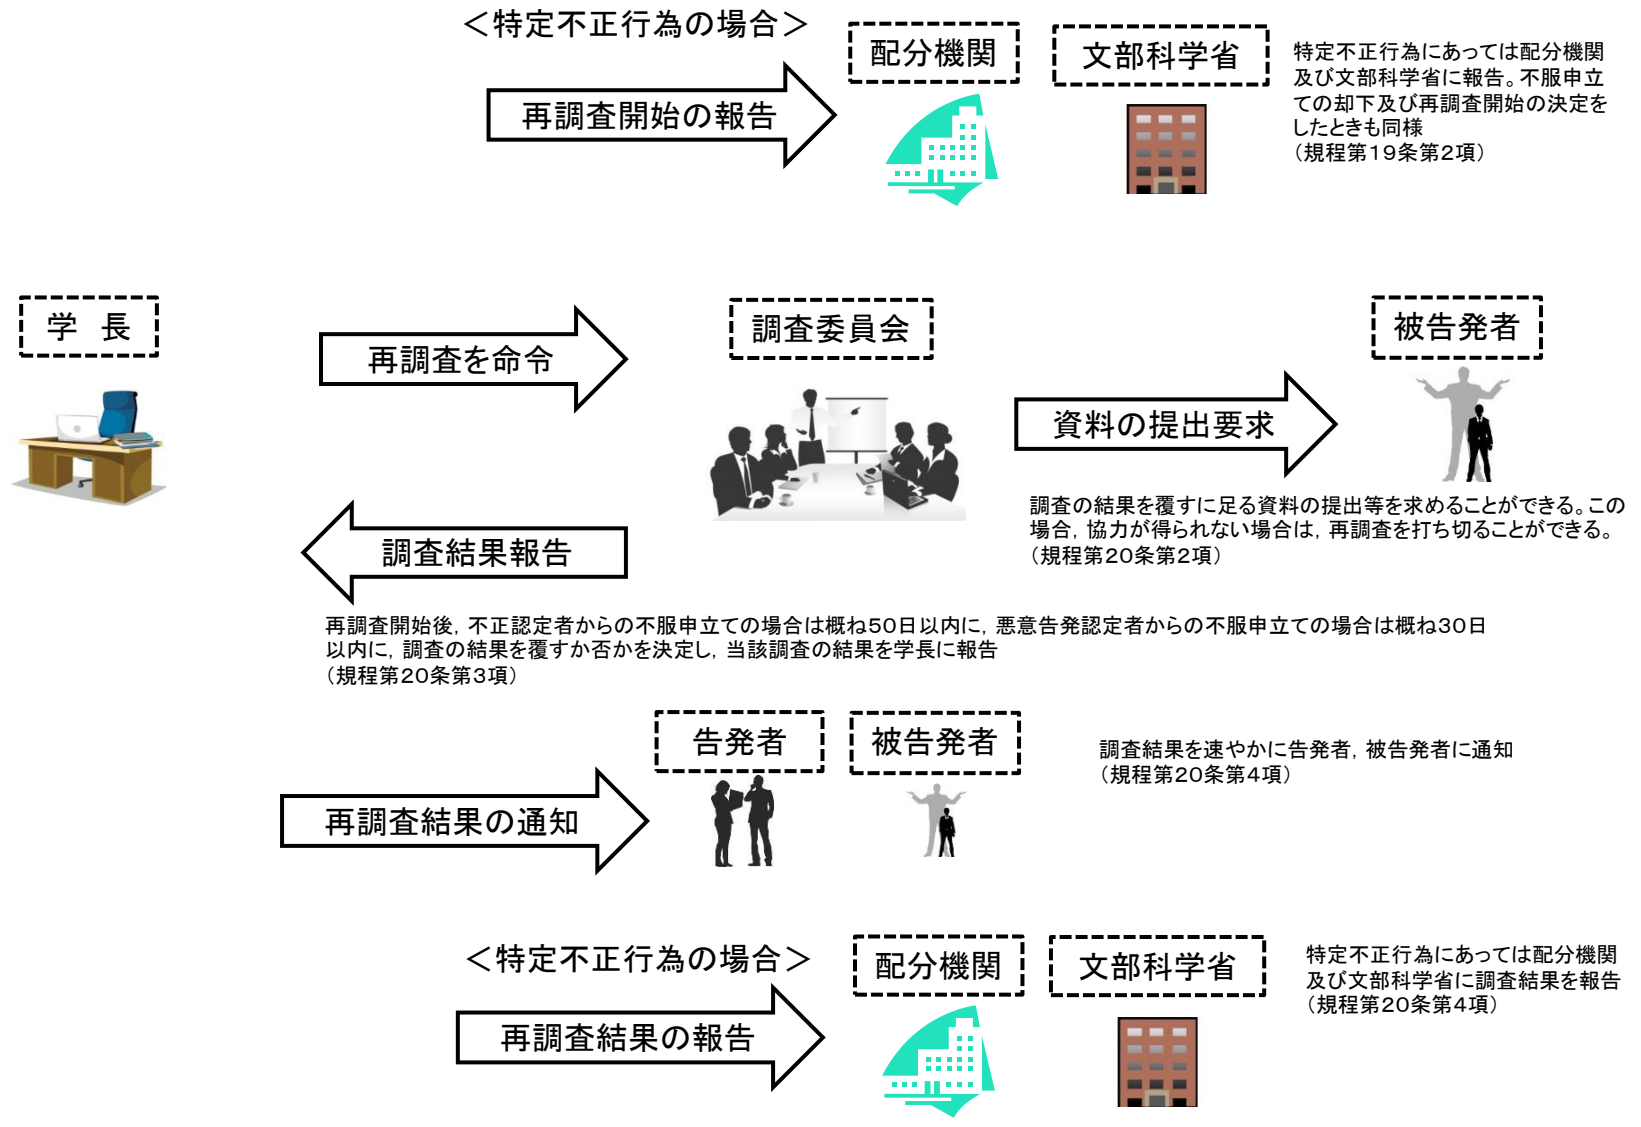 ＜特定不正行為の場合＞
配分機関
文部科学省
再調査開始の報告
特定不正行為にあっては配分機関
及び文部科学省に報告。不服申立
ての却下及び再調査開始の決定を
したときも同様
（規程第１９条第２項）
学　長
再調査を命令
調査委員会
被告発者
資料の提出要求
調査の結果を覆すに足る資料の提出等を求めることができる。この
場合，協力が得られない場合は，再調査を打ち切ることができる。
（規程第２０条第２項）
調査結果報告
再調査開始後，不正認定者からの不服申立ての場合は概ね５０日以内に，悪意告発認定者からの不服申立ての場合は概ね３０日
以内に，調査の結果を覆すか否かを決定し，当該調査の結果を学長に報告
（規程第２０条第３項）
告発者
被告発者
調査結果を速やかに告発者，被告発者に通知
（規程第２０条第４項）
再調査結果の通知
＜特定不正行為の場合＞
配分機関
文部科学省
再調査結果の報告
特定不正行為にあっては配分機関
及び文部科学省に調査結果を報告
（規程第２０条第４項）